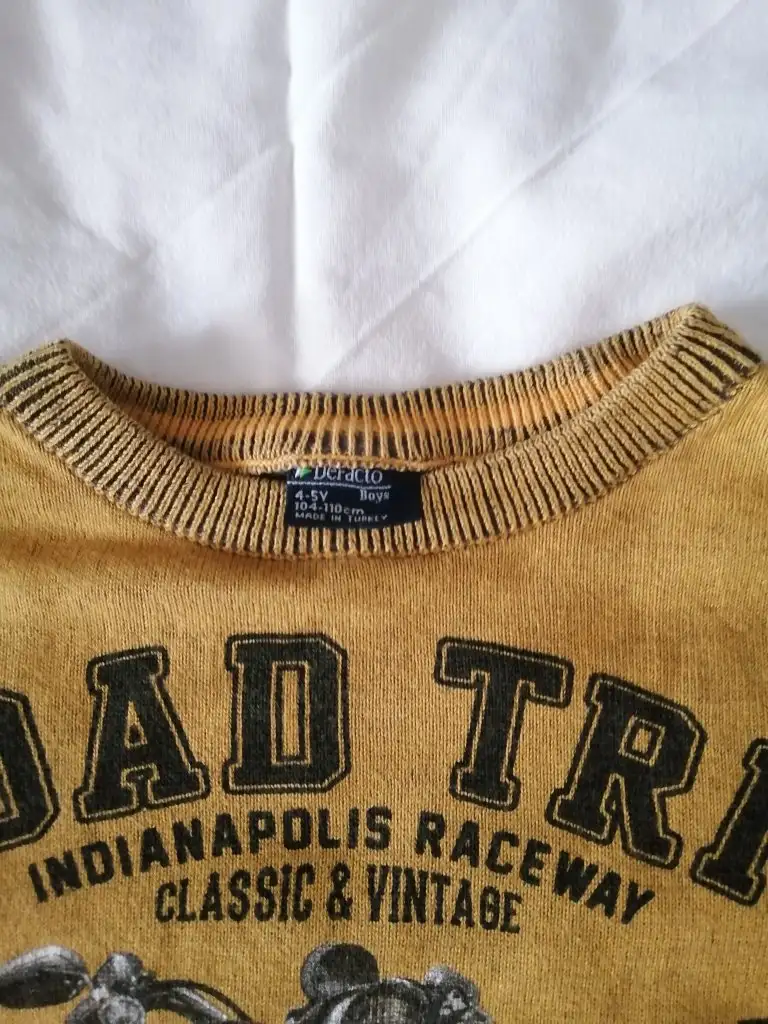 DeFacto
4-5Y Boys
104-110cm
MADE IN TURKEY
OAD TRI
INDIANAPOLIS RACEWAY
CLASSIC & VINTAGE